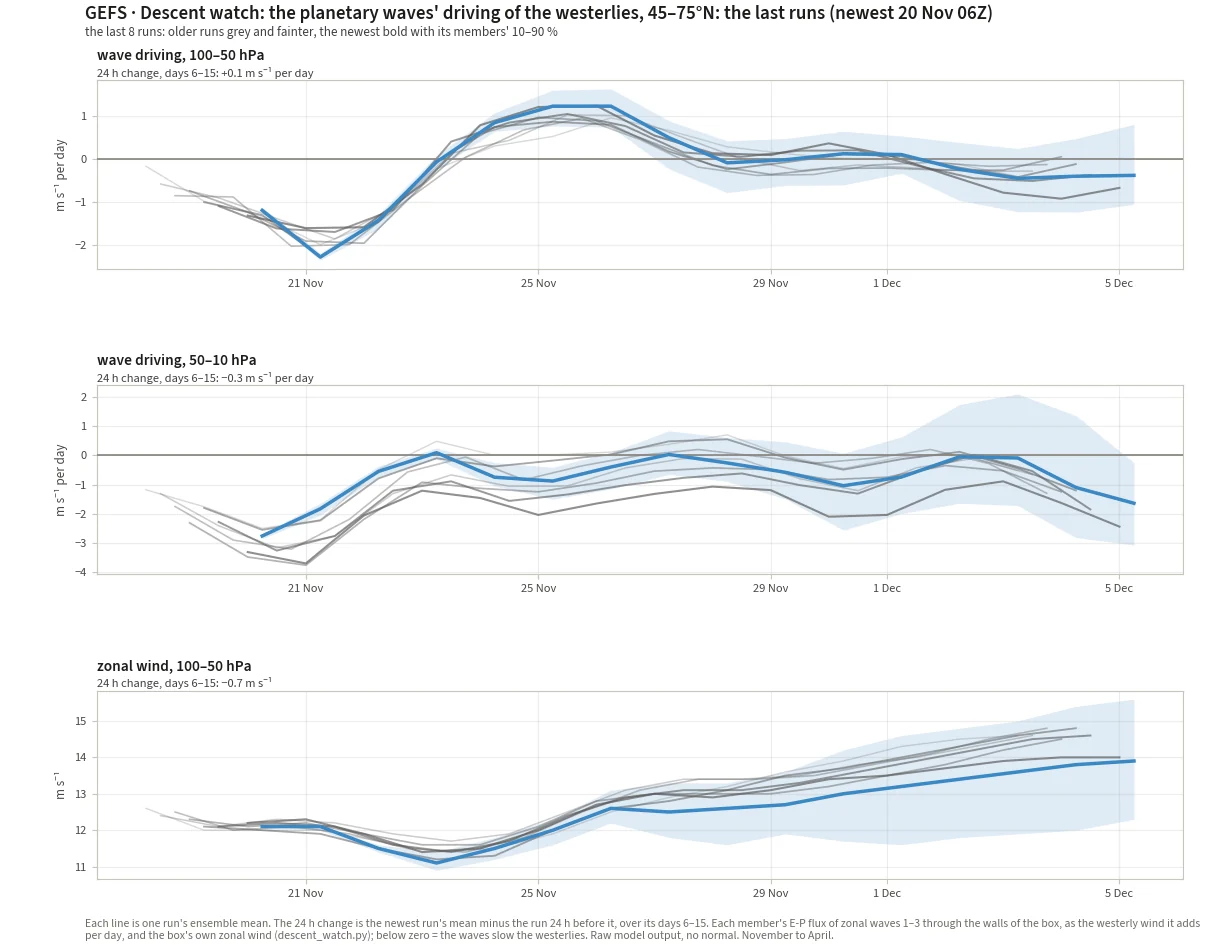 GEFS · Descent watch: the planetary waves' driving of the westerlies, 45–75°N: the last runs (newest 20 Nov 06Z)
the last 8 runs: older runs grey and fainter, the newest bold with its members' 10–90 %
wave driving, 100–50 hPa
24 h change, days 6–15: +0.1 m s⁻¹ per day
m s⁻¹ per day
1
0
−1
−2
21 Nov
25 Nov
29 Nov
1 Dec
5 Dec
wave driving, 50–10 hPa
24 h change, days 6–15: −0.3 m s⁻¹ per day
m s⁻¹ per day
2
1
0
−1
−2
−3
−4
21 Nov
25 Nov
29 Nov
1 Dec
5 Dec
zonal wind, 100–50 hPa
24 h change, days 6–15: −0.7 m s⁻¹
m s⁻¹
15
14
13
12
11
21 Nov
25 Nov
29 Nov
1 Dec
5 Dec
Each line is one run's ensemble mean. The 24 h change is the newest run's mean minus the run 24 h before it, over its days 6–15. Each member's E-P flux of zonal waves 1–3 through the walls of the box, as the westerly wind it adds
per day, and the box's own zonal wind (descent_watch.py); below zero = the waves slow the westerlies. Raw model output, no normal. November to April.